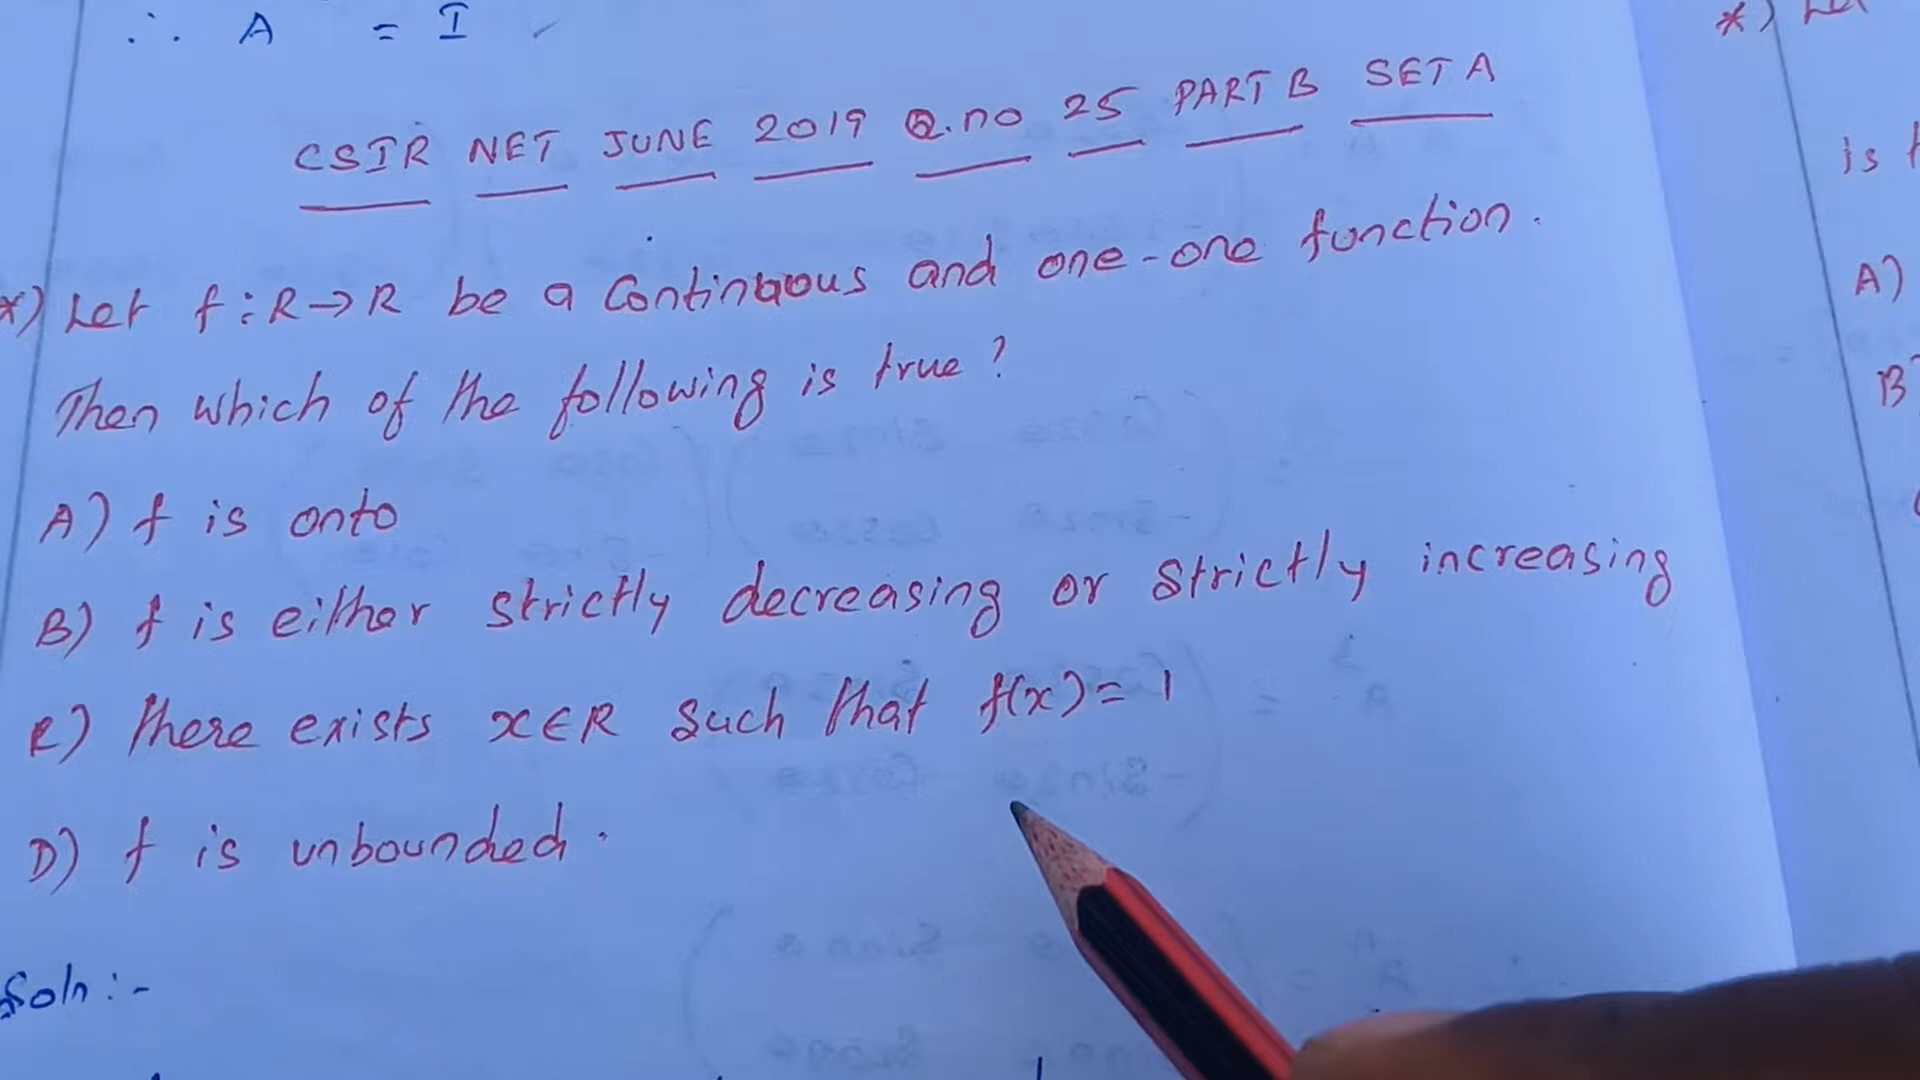 ∴ A = I
CSIR NET JUNE 2019 Q.no 25 PART B SET A
*) Let f : R → R be a Continuous and one-one function.
Then which of the following is true?
A) f is onto
B) f is either strictly decreasing or strictly increasing
C) there exists x∈R such that f(x) = 1
D) f is unbounded.
Soln :-
*)
is
A)
B)